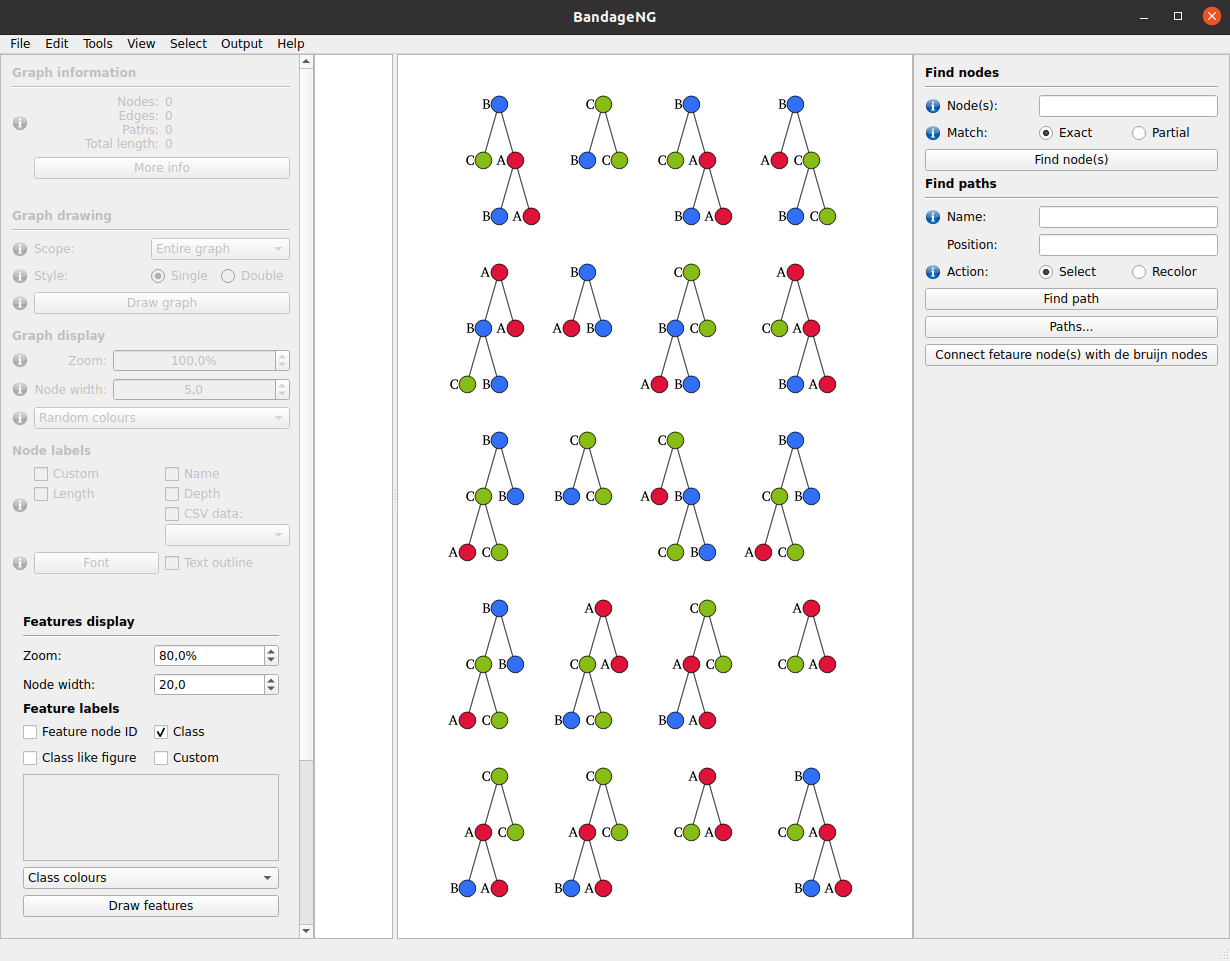 BandageNG
File Edit Tools View Select Output Help
Graph information
Nodes: 0
Edges: 0
Paths: 0
Total length: 0
More info
Graph drawing
Scope: Entire graph
Style: Single Double
Draw graph
Graph display
Zoom: 100,0%
Node width: 5,0
Random colours
Node labels
Custom Name
Length Depth
CSV data:
Font Text outline
Features display
Zoom: 80,0%
Node width: 20,0
Feature labels
Feature node ID Class
Class like figure Custom
Class colours
Draw features
B C B B
C A B C C A A C
B A B A B C
A B C A
B A A B B C C A
C B A B B A
B C C B
C B B C A B C B
A C C B A C
B A C A
C B C A A C C A
A C B C B A
C C A B
A C A C C A C A
B A B A B A
Find nodes
Node(s):
Match: Exact Partial
Find node(s)
Find paths
Name:
Position:
Action: Select Recolor
Find path
Paths...
Connect fetaure node(s) with de bruijn nodes